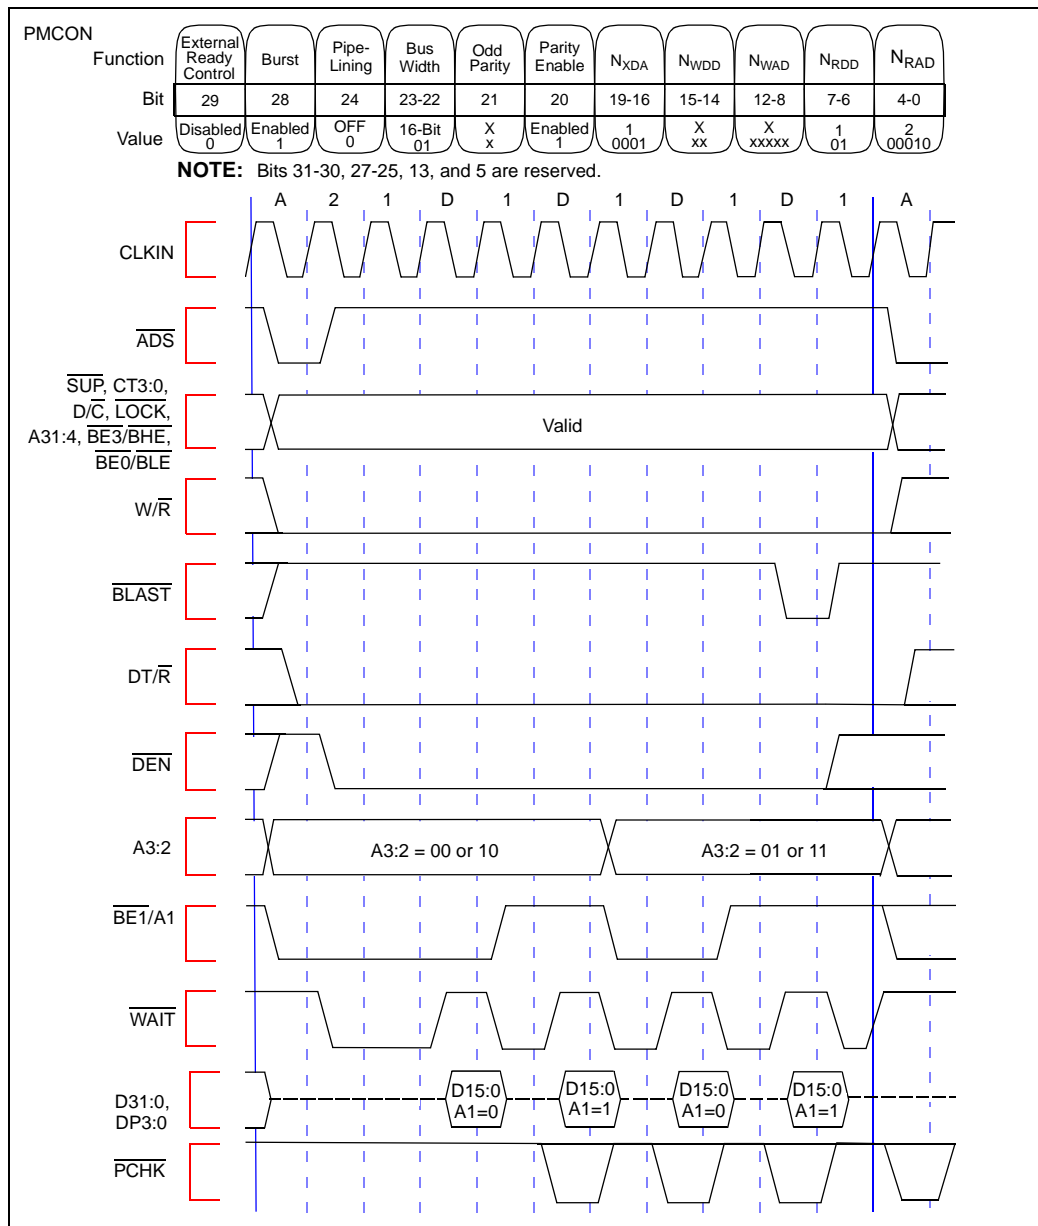 PMCON
Function
External Ready Control
Burst
Pipe-Lining
Bus Width
Odd Parity
Parity Enable
NXDA
NWDD
NWAD
NRDD
NRAD
Bit
29
28
24
23-22
21
20
19-16
15-14
12-8
7-6
4-0
Value
Disabled 0
Enabled 1
OFF 0
16-Bit 01
X x
Enabled 1
1 0001
X xx
X xxxxx
1 01
2 00010
NOTE: Bits 31-30, 27-25, 13, and 5 are reserved.
A 2 1 D 1 D 1 D 1 D 1 A
CLKIN
ADS
SUP, CT3:0,
D/C, LOCK,
A31:4, BE3/BHE,
BE0/BLE
Valid
W/R
BLAST
DT/R
DEN
A3:2
A3:2 = 00 or 10
A3:2 = 01 or 11
BE1/A1
WAIT
D31:0,
DP3:0
D15:0 A1=0
D15:0 A1=1
D15:0 A1=0
D15:0 A1=1
PCHK